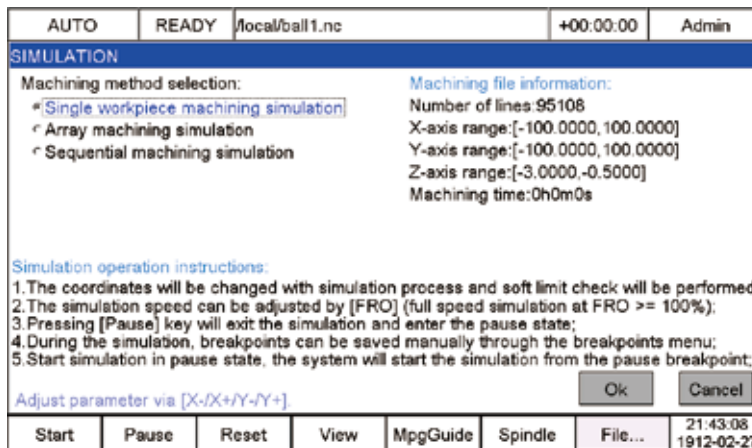 AUTO READY /local/ball1.nc +00:00:00 Admin
SIMULATION
Machining method selection:
Single workpiece machining simulation
Array machining simulation
Sequential machining simulation
Machining file information:
Number of lines:95108
X-axis range:[-100.0000,100.0000]
Y-axis range:[-100.0000,100.0000]
Z-axis range:[-3.0000,-0.5000]
Machining time:0h0m0s
Simulation operation instructions:
1.The coordinates will be changed with simulation process and soft limit check will be performed
2.The simulation speed can be adjusted by [FRO] (full speed simulation at FRO >= 100%);
3.Pressing [Pause] key will exit the simulation and enter the pause state;
4.During the simulation, breakpoints can be saved manually through the breakpoints menu;
5.Start simulation in pause state, the system will start the simulation from the pause breakpoint;
Ok Cancel
Adjust parameter via [X-/X+/Y-/Y+].
Start Pause Reset View MpgGuide Spindle File... 21:43:08
1912-02-2